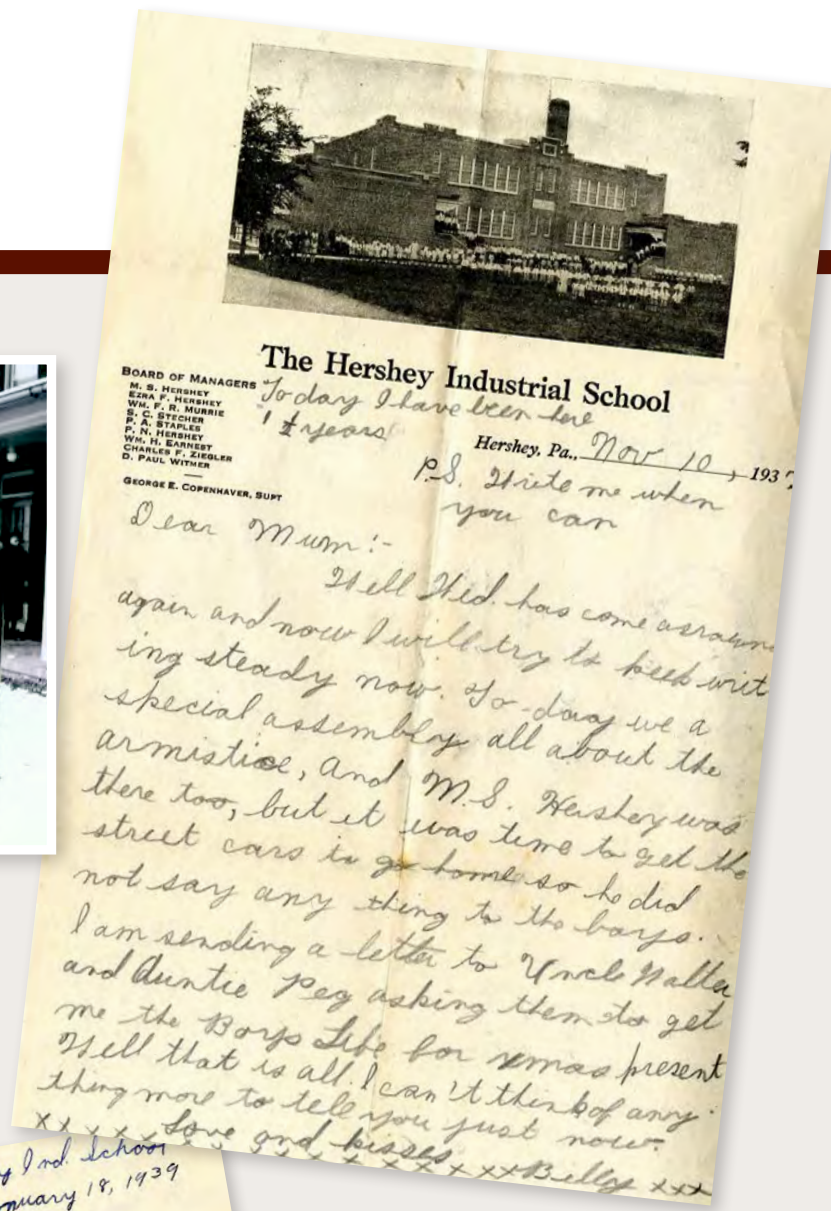 The Hershey Industrial School
BOARD OF MANAGERS
M. S. HERSHEY
EZRA F. HERSHEY
WM. F. R. MURRIE
S. C. STECHER
P. A. STAPLES
P. N. HERSHEY
WM. H. EARNEST
CHARLES F. ZIEGLER
D. PAUL WITMER
GEORGE E. COPENHAVER, SUPT
To day I have been here
1 ½ years
Hershey, Pa., Nov 10, 1937
P.S. Write me when
you can
Dear Mum:-
Well Wed. has come
again and now I will try to keep writ
ing steady now. To-day we a
special assembly all about the
armistice, and M.S. Hershey was
there too, but it was time to get the
street cars to go home so he did
not say any thing to the boys.
I am sending a letter to Uncle Walter
and Auntie Peg asking them to get
me the Boys Life for xmas present
Well that is all. I can't think of any
thing more to tell you just now.
Love and kisses
x x x x x x x x x x x x x x Billy xxx
Ind. School
January 18, 1939